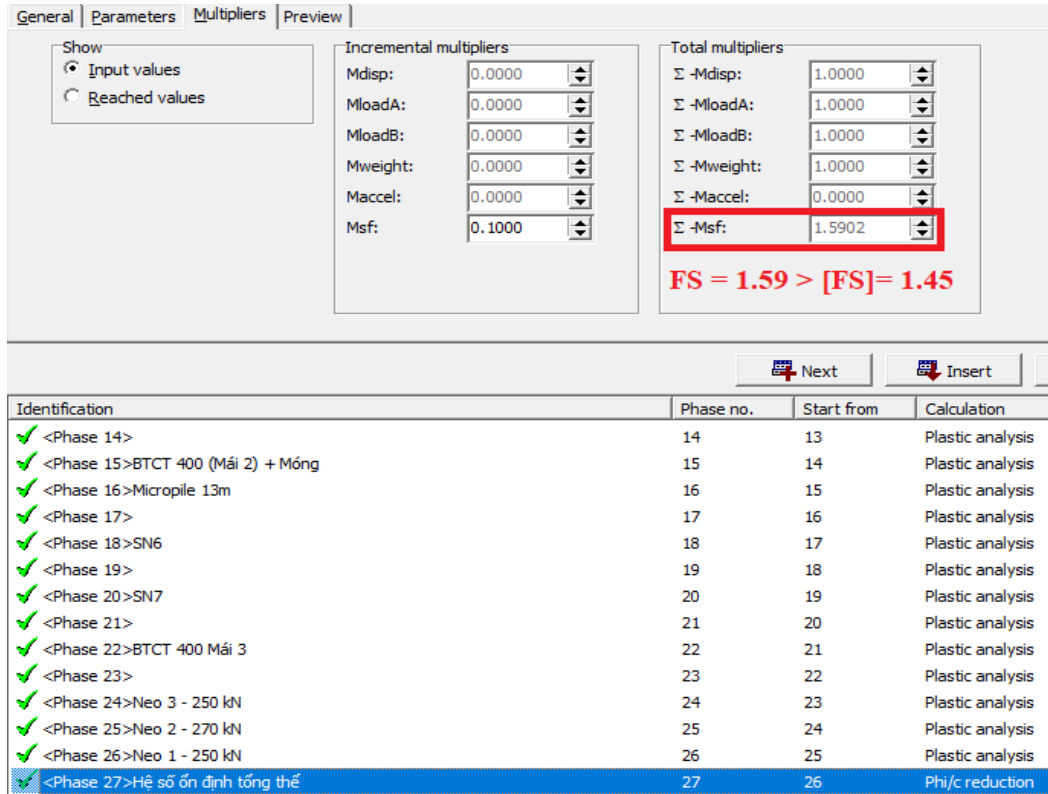 General Parameters Multipliers Preview
Show
Input values
Reached values
Incremental multipliers
Mdisp: 0.0000
MloadA: 0.0000
MloadB: 0.0000
Mweight: 0.0000
Maccel: 0.0000
Msf: 0.1000
Total multipliers
Σ -Mdisp: 1.0000
Σ -MloadA: 1.0000
Σ -MloadB: 1.0000
Σ -Mweight: 1.0000
Σ -Maccel: 0.0000
Σ -Msf: 1.5902
FS = 1.59 > [FS]= 1.45
Next Insert
Identification Phase no. Start from Calculation
<Phase 14> 14 13 Plastic analysis
<Phase 15>BTCT 400 (Mái 2) + Móng 15 14 Plastic analysis
<Phase 16>Micropile 13m 16 15 Plastic analysis
<Phase 17> 17 16 Plastic analysis
<Phase 18>SN6 18 17 Plastic analysis
<Phase 19> 19 18 Plastic analysis
<Phase 20>SN7 20 19 Plastic analysis
<Phase 21> 21 20 Plastic analysis
<Phase 22>BTCT 400 Mái 3 22 21 Plastic analysis
<Phase 23> 23 22 Plastic analysis
<Phase 24>Neo 3 - 250 kN 24 23 Plastic analysis
<Phase 25>Neo 2 - 270 kN 25 24 Plastic analysis
<Phase 26>Neo 1 - 250 kN 26 25 Plastic analysis
<Phase 27>Hệ số ổn định tổng thể 27 26 Phi/c reduction